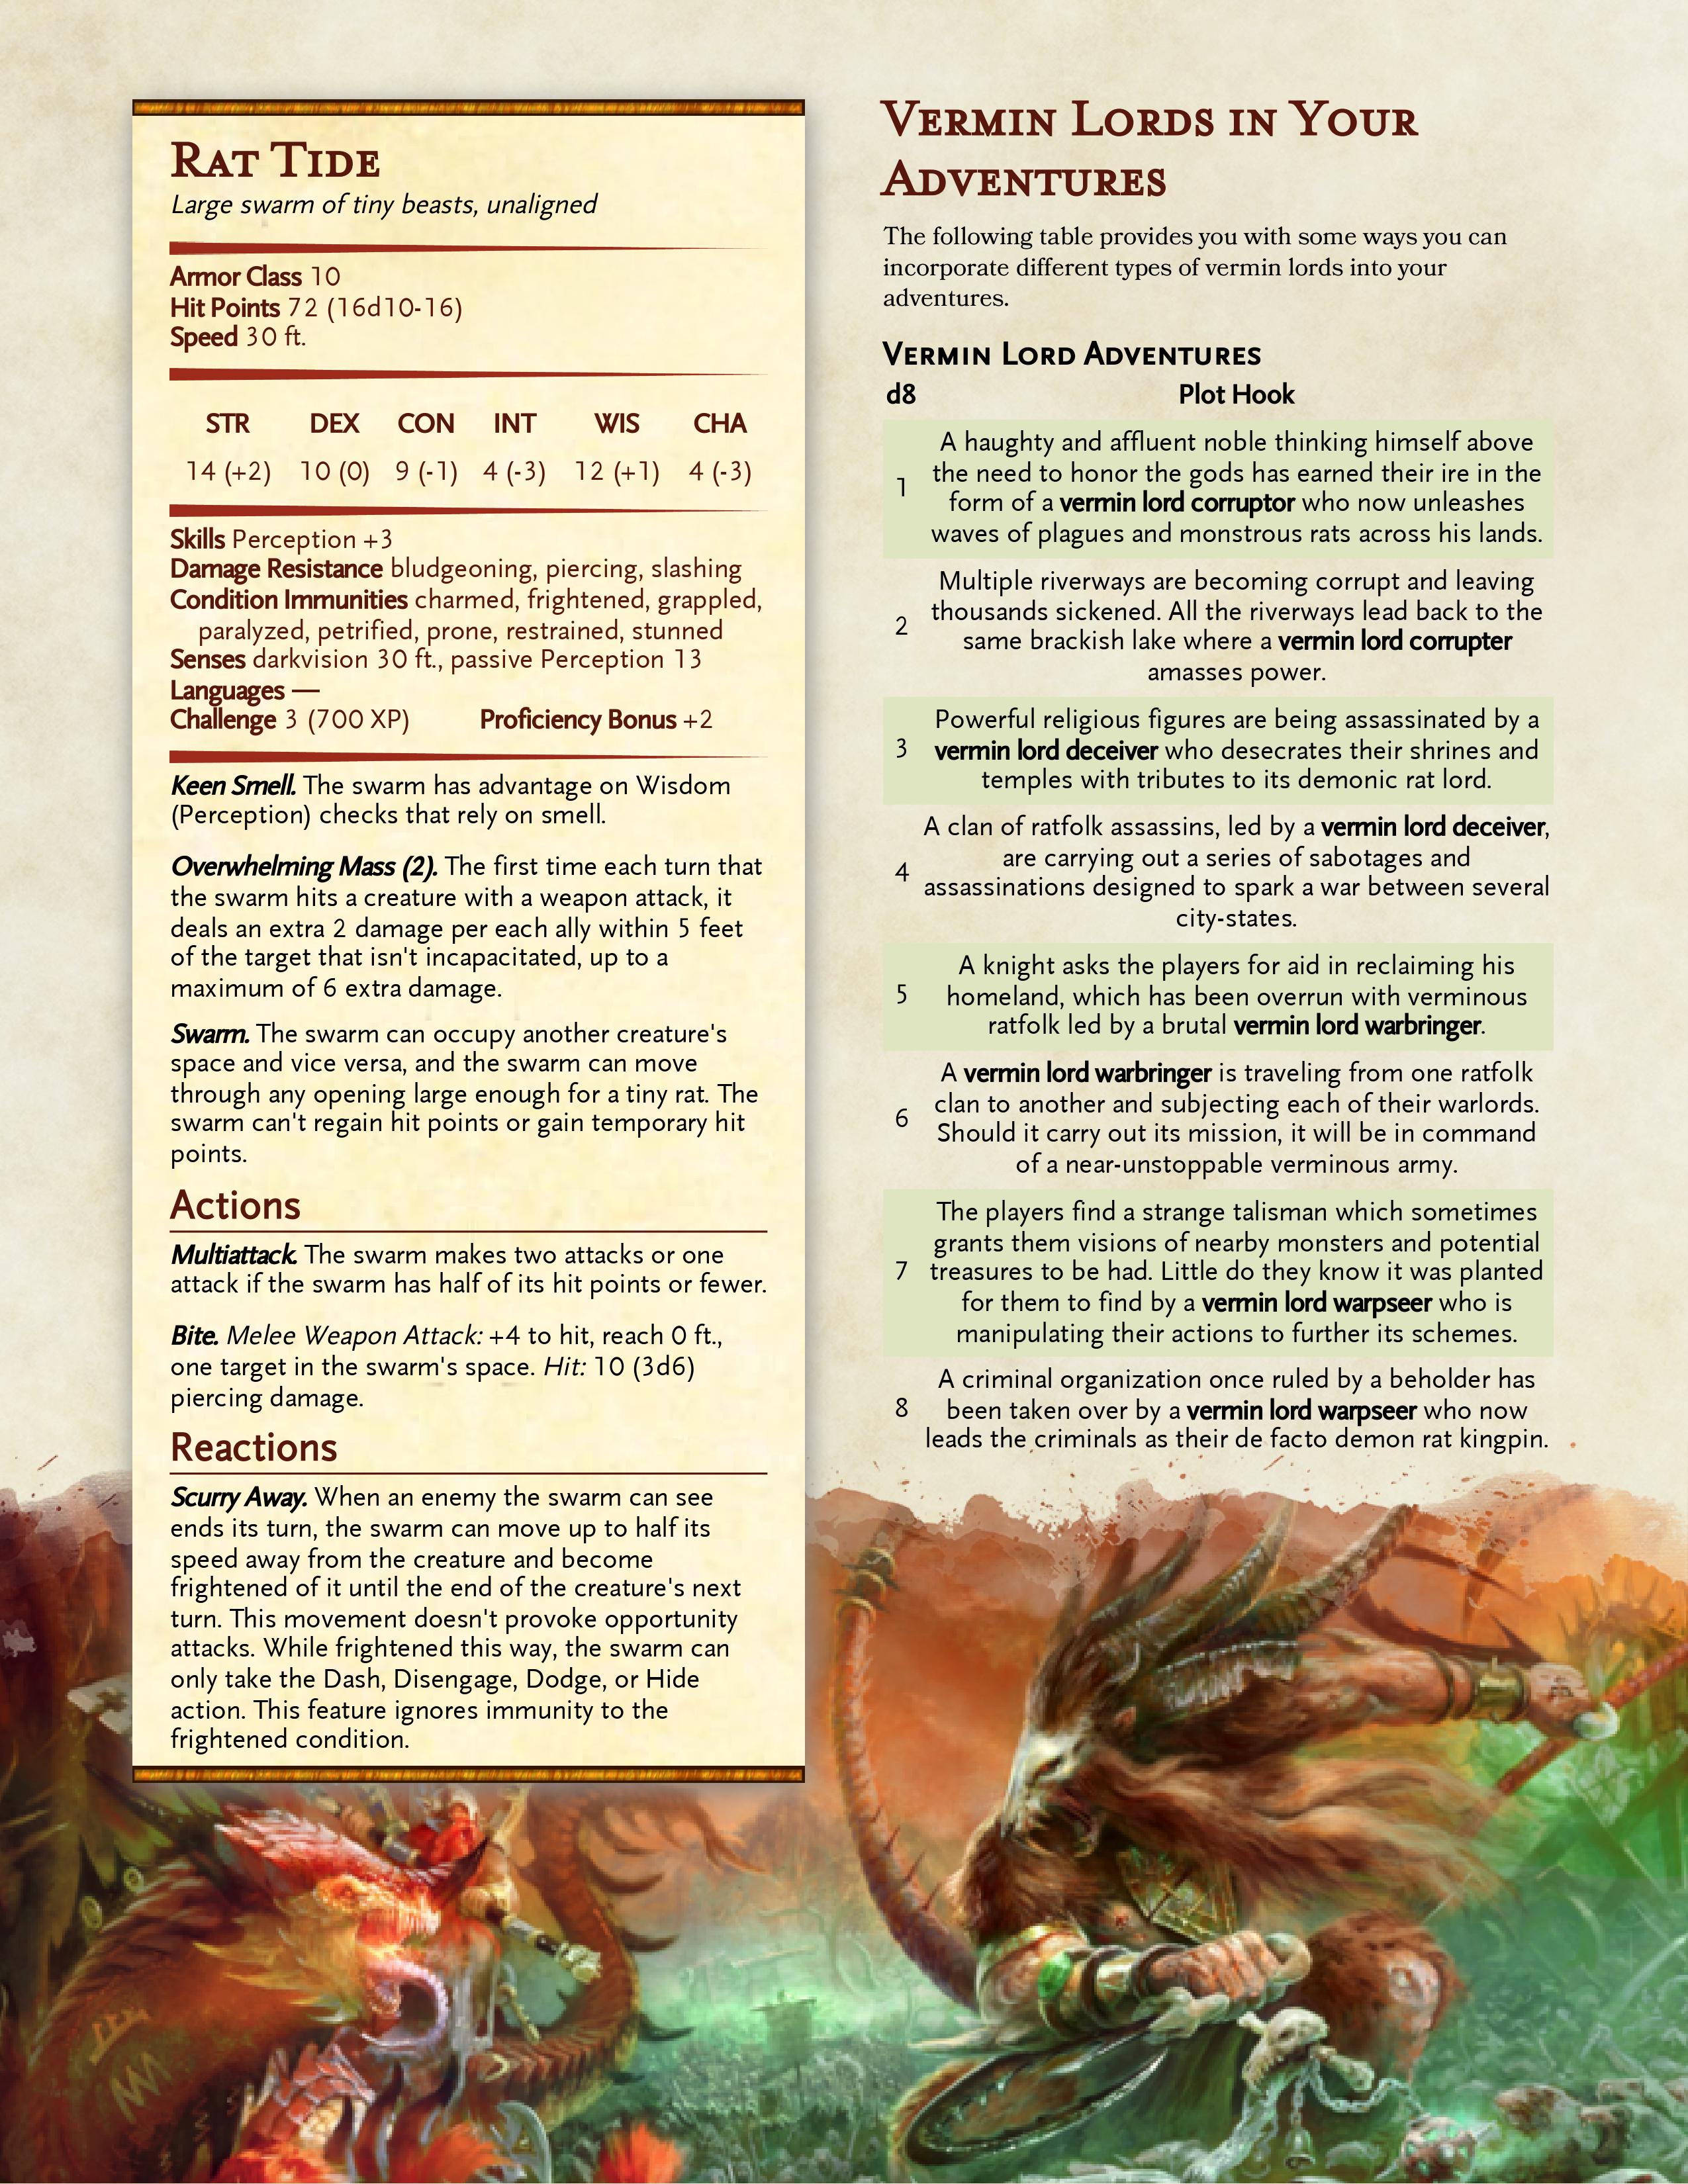 Rat Tide
Large swarm of tiny beasts, unaligned
Armor Class 10
Hit Points 72 (16d10-16)
Speed 30 ft.
STR DEX CON INT WIS CHA
14 (+2) 10 (0) 9 (-1) 4 (-3) 12 (+1) 4 (-3)
Skills Perception +3
Damage Resistance bludgeoning, piercing, slashing
Condition Immunities charmed, frightened, grappled,
paralyzed, petrified, prone, restrained, stunned
Senses darkvision 30 ft., passive Perception 13
Languages —
Challenge 3 (700 XP) Proficiency Bonus +2
Keen Smell. The swarm has advantage on Wisdom
(Perception) checks that rely on smell.
Overwhelming Mass (2). The first time each turn that
the swarm hits a creature with a weapon attack, it
deals an extra 2 damage per each ally within 5 feet
of the target that isn't incapacitated, up to a
maximum of 6 extra damage.
Swarm. The swarm can occupy another creature's
space and vice versa, and the swarm can move
through any opening large enough for a tiny rat. The
swarm can't regain hit points or gain temporary hit
points.
Actions
Multiattack. The swarm makes two attacks or one
attack if the swarm has half of its hit points or fewer.
Bite. Melee Weapon Attack: +4 to hit, reach 0 ft.,
one target in the swarm's space. Hit: 10 (3d6)
piercing damage.
Reactions
Scurry Away. When an enemy the swarm can see
ends its turn, the swarm can move up to half its
speed away from the creature and become
frightened of it until the end of the creature's next
turn. This movement doesn't provoke opportunity
attacks. While frightened this way, the swarm can
only take the Dash, Disengage, Dodge, or Hide
action. This feature ignores immunity to the
frightened condition.
Vermin Lords in Your
Adventures
The following table provides you with some ways you can
incorporate different types of vermin lords into your
adventures.
Vermin Lord Adventures
d8 Plot Hook
1 A haughty and affluent noble thinking himself above
the need to honor the gods has earned their ire in the
form of a vermin lord corruptor who now unleashes
waves of plagues and monstrous rats across his lands.
2 Multiple riverways are becoming corrupt and leaving
thousands sickened. All the riverways lead back to the
same brackish lake where a vermin lord corrupter
amasses power.
3 Powerful religious figures are being assassinated by a
vermin lord deceiver who desecrates their shrines and
temples with tributes to its demonic rat lord.
4 A clan of ratfolk assassins, led by a vermin lord deceiver,
are carrying out a series of sabotages and
assassinations designed to spark a war between several
city-states.
5 A knight asks the players for aid in reclaiming his
homeland, which has been overrun with verminous
ratfolk led by a brutal vermin lord warbringer.
6 A vermin lord warbringer is traveling from one ratfolk
clan to another and subjecting each of their warlords.
Should it carry out its mission, it will be in command
of a near-unstoppable verminous army.
7 The players find a strange talisman which sometimes
grants them visions of nearby monsters and potential
treasures to be had. Little do they know it was planted
for them to find by a vermin lord warpseer who is
manipulating their actions to further its schemes.
8 A criminal organization once ruled by a beholder has
been taken over by a vermin lord warpseer who now
leads the criminals as their de facto demon rat kingpin.